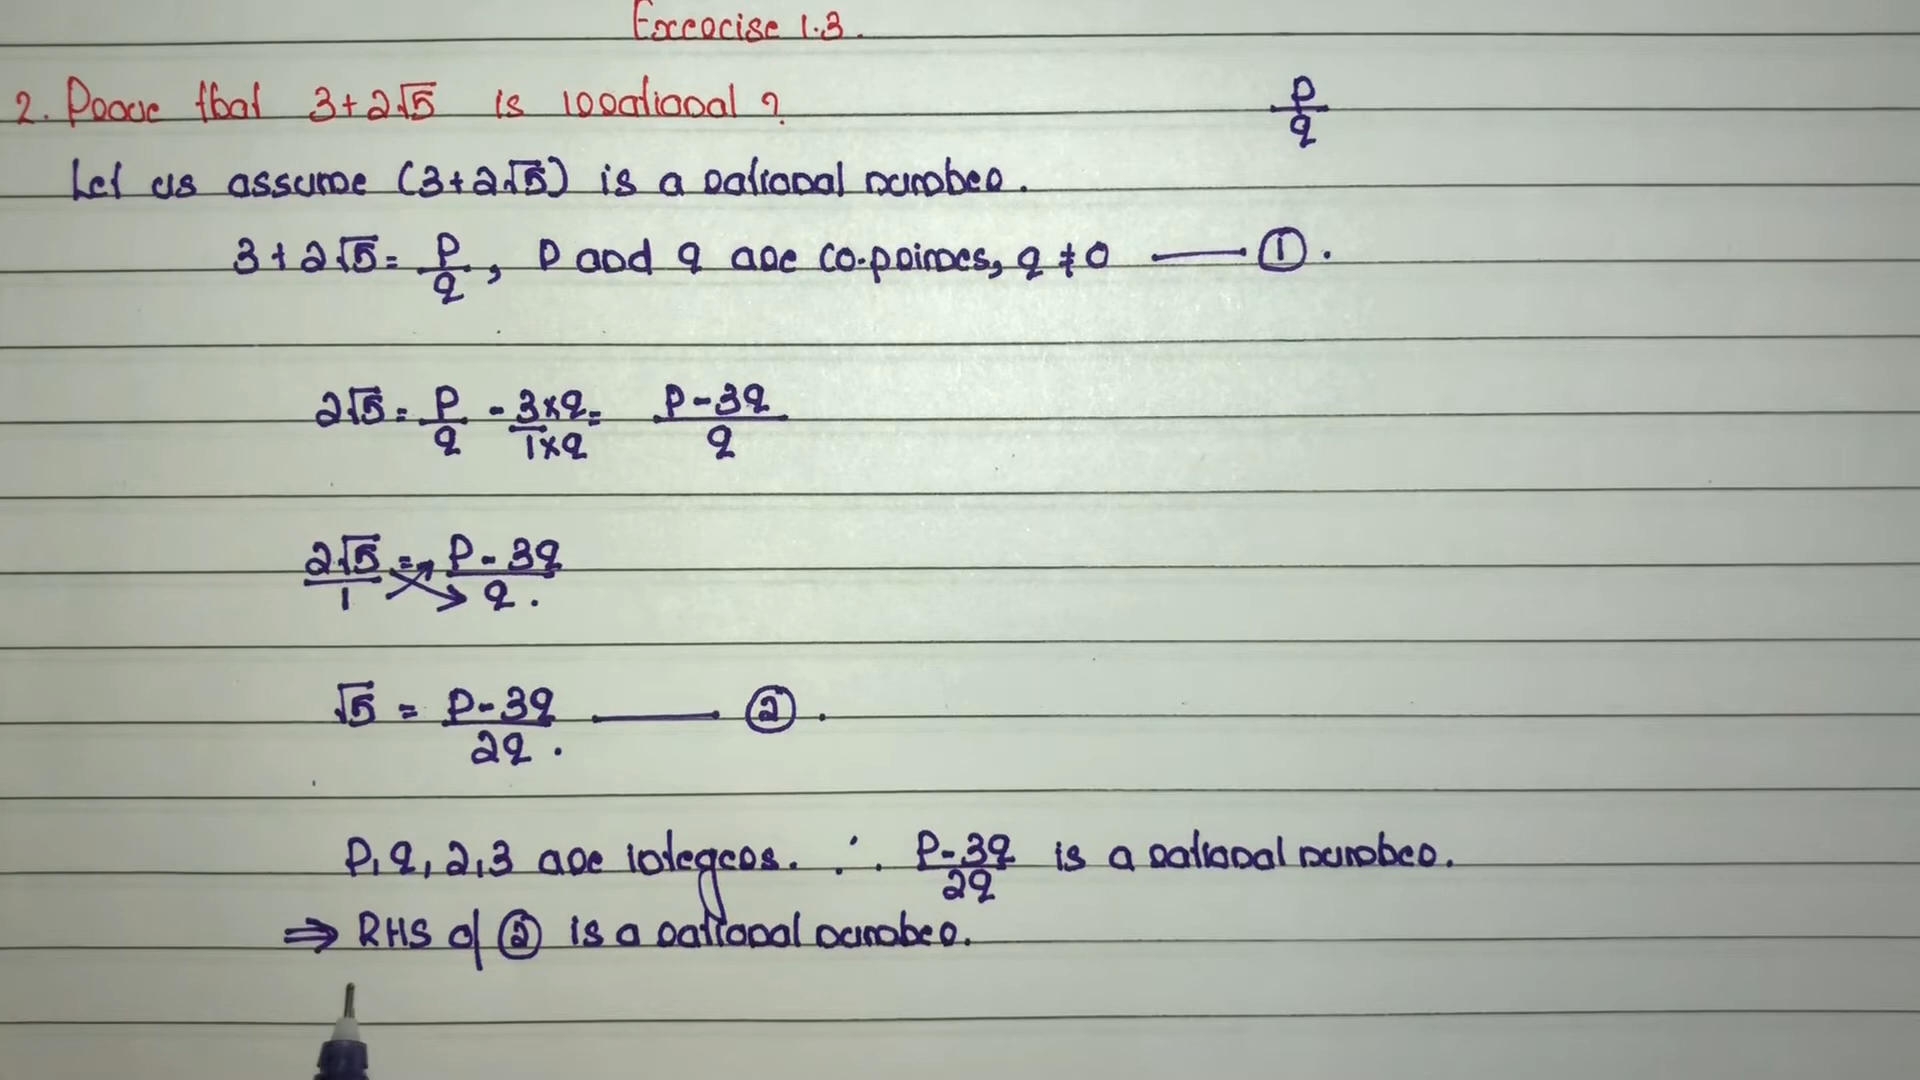 Exercise 1.3.
2. Prove that 3+2√5 is irrational?
p/q
Let us assume (3+2√5) is a rational number.
3+2√5 = p/q, p and q are co-primes, q ≠ 0 —— ①.
2√5 = p/q - 3×q/1×q = p-3q/q
2√5/1 = p-3q/q.
√5 = p-3q/2q. —— ②.
p, q, 2, 3 are integers. ∴ p-3q/2q is a rational number.
⇒ RHS of ② is a rational number.